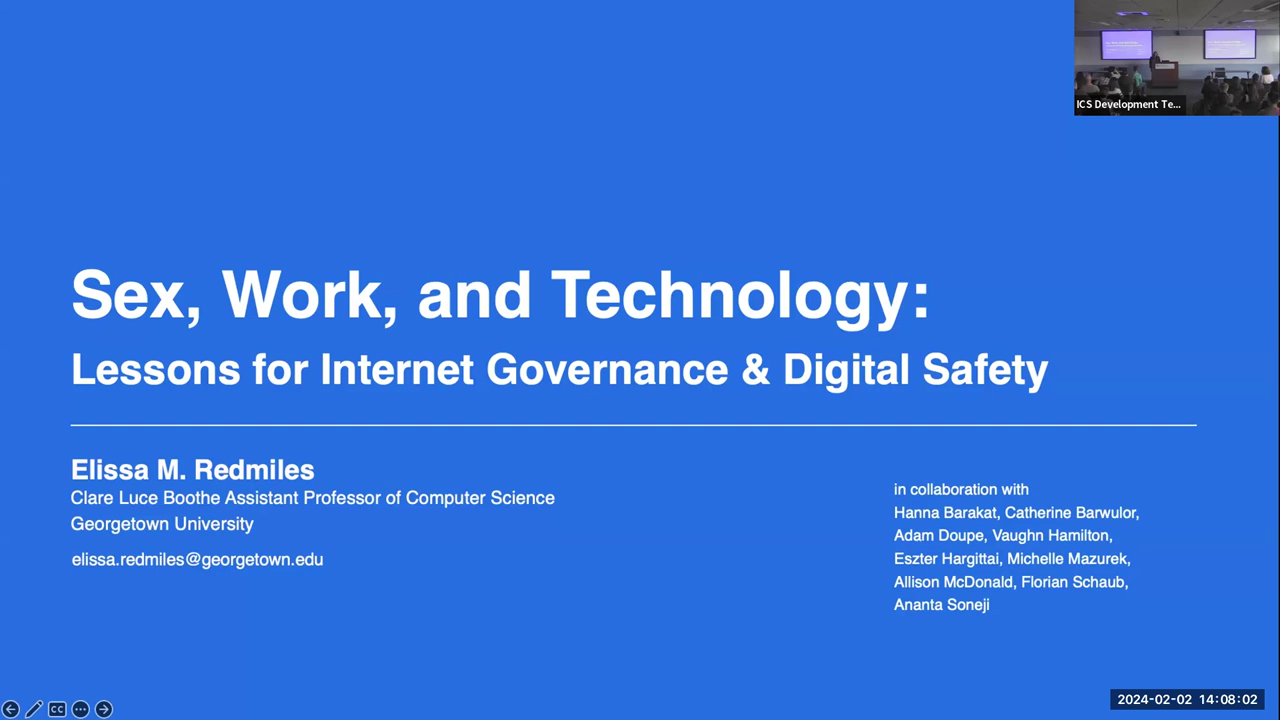 ICS Development Te...
Sex, Work, and Technology:
Lessons for Internet Governance & Digital Safety
Elissa M. Redmiles
Clare Luce Boothe Assistant Professor of Computer Science
Georgetown University
elissa.redmiles@georgetown.edu
in collaboration with
Hanna Barakat, Catherine Barwulor,
Adam Doupe, Vaughn Hamilton,
Eszter Hargittai, Michelle Mazurek,
Allison McDonald, Florian Schaub,
Ananta Soneji
CC
2024-02-02 14:08:02